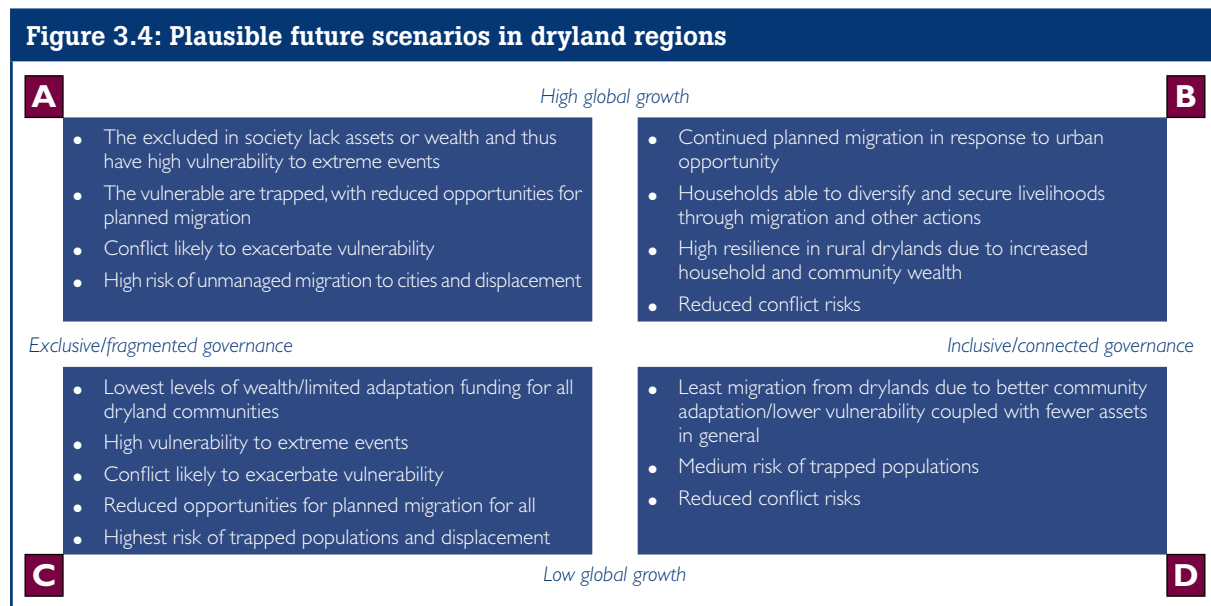 Figure 3.4: Plausible future scenarios in dryland regions
A
High global growth
B
• The excluded in society lack assets or wealth and thus
have high vulnerability to extreme events
• The vulnerable are trapped, with reduced opportunities for
planned migration
• Conflict likely to exacerbate vulnerability
• High risk of unmanaged migration to cities and displacement
• Continued planned migration in response to urban
opportunity
• Households able to diversify and secure livelihoods
through migration and other actions
• High resilience in rural drylands due to increased
household and community wealth
• Reduced conflict risks
Exclusive/fragmented governance
Inclusive/connected governance
• Lowest levels of wealth/limited adaptation funding for all
dryland communities
• High vulnerability to extreme events
• Conflict likely to exacerbate vulnerability
• Reduced opportunities for planned migration for all
• Highest risk of trapped populations and displacement
• Least migration from drylands due to better community
adaptation/lower vulnerability coupled with fewer assets
in general
• Medium risk of trapped populations
• Reduced conflict risks
C
Low global growth
D